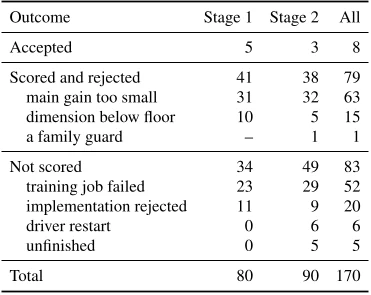 Outcome Stage 1 Stage 2 All
Accepted 5 3 8
Scored and rejected 41 38 79
main gain too small 31 32 63
dimension below floor 10 5 15
a family guard – 1 1
Not scored 34 49 83
training job failed 23 29 52
implementation rejected 11 9 20
driver restart 0 6 6
unfinished 0 5 5
Total 80 90 170